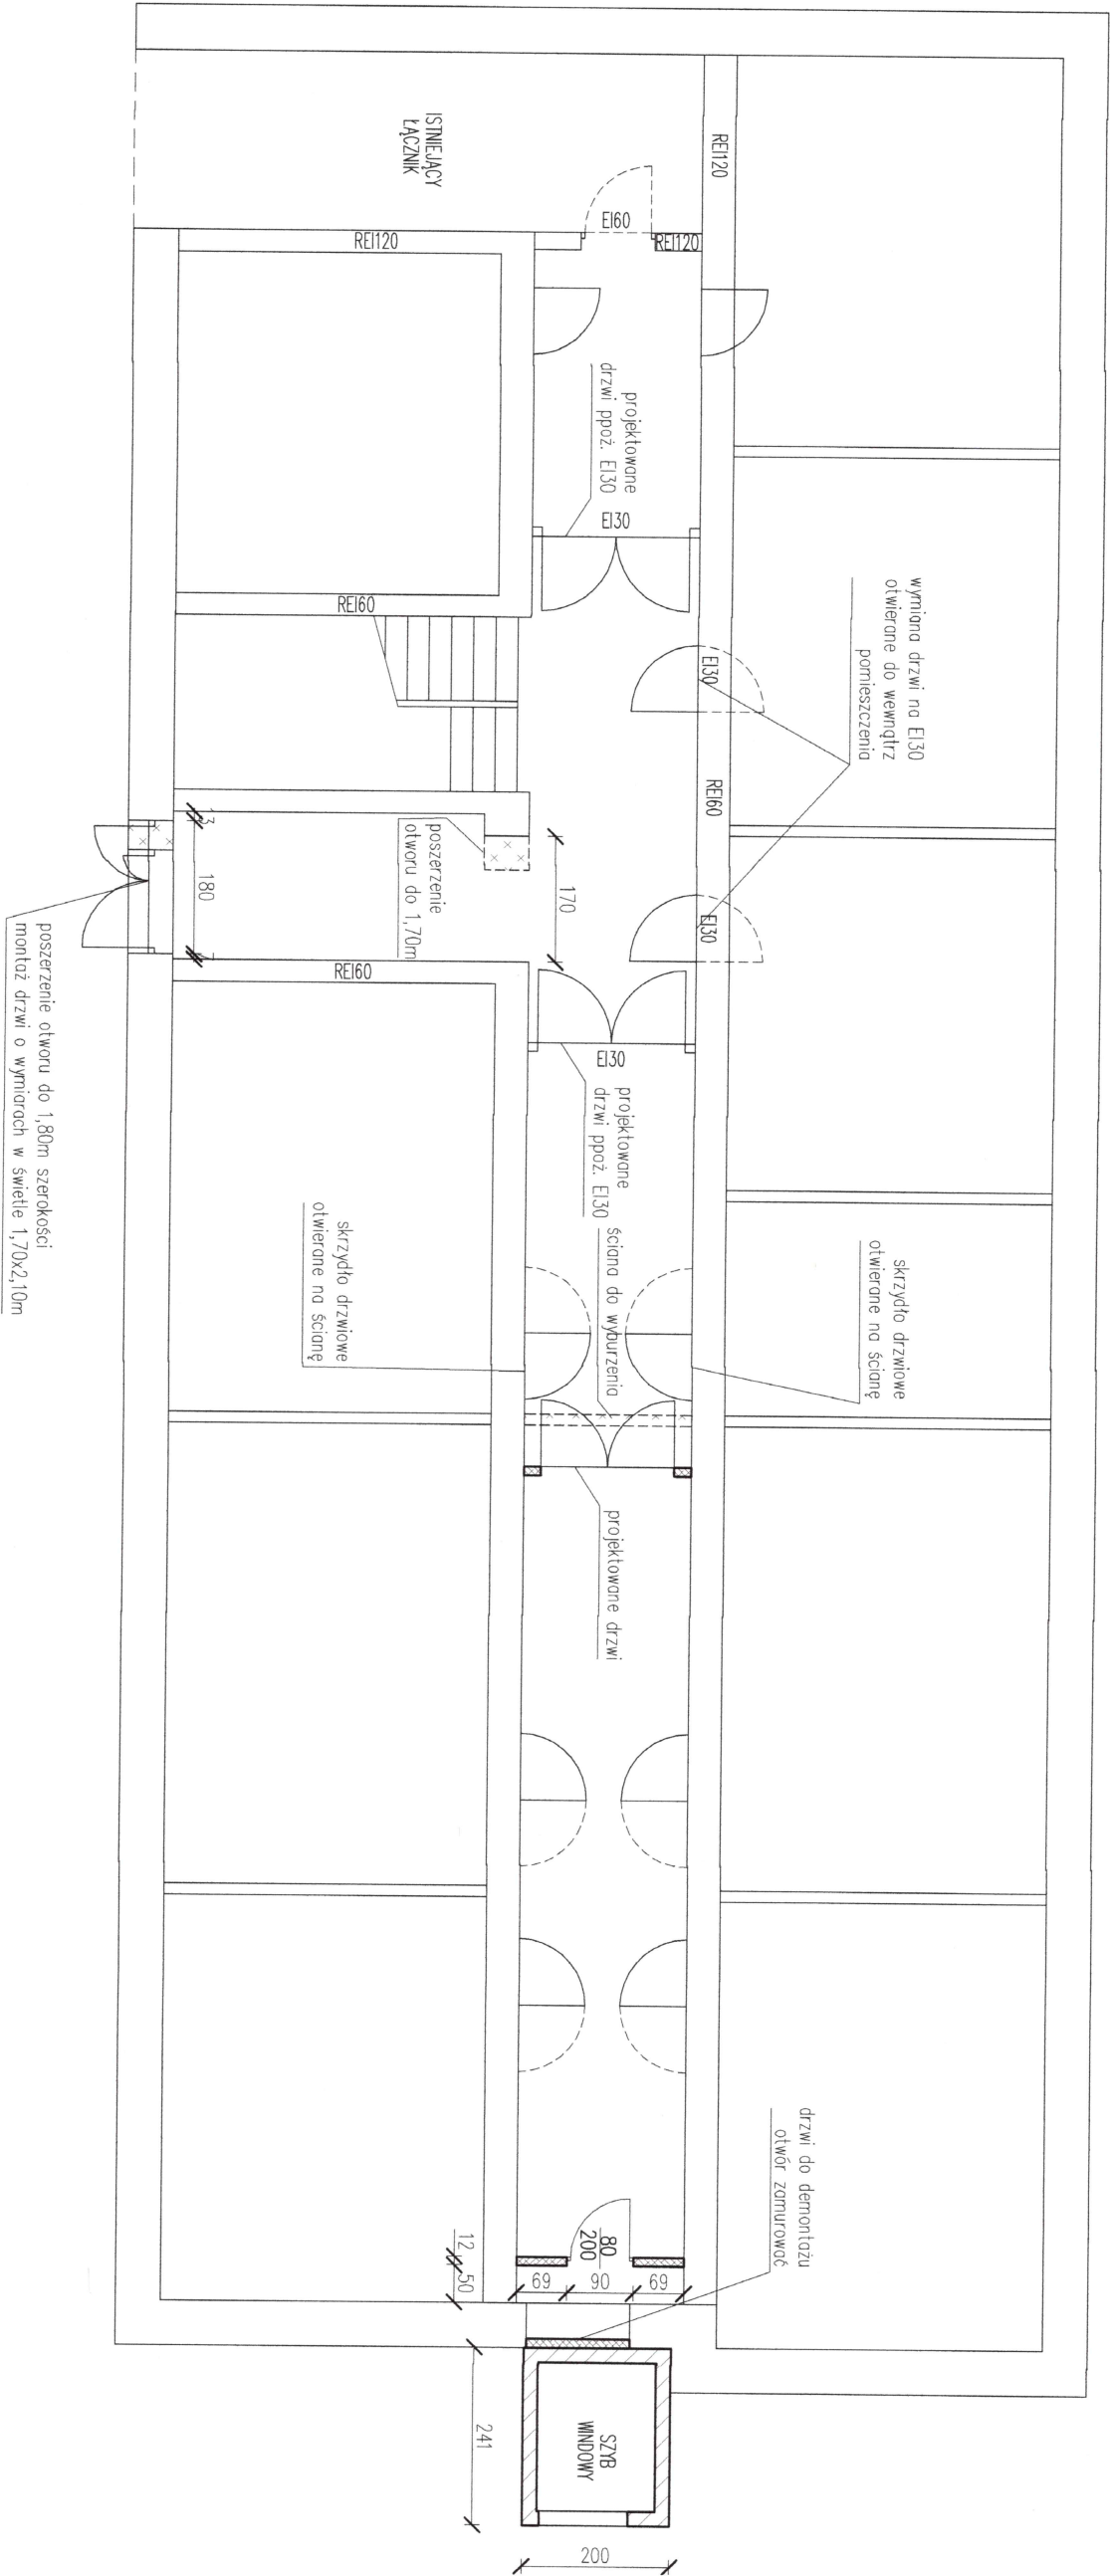 REI120
ISTNIEJĄCY
ŁĄCZNIK
EI60
REI120
REI120
projektowane
drzwi ppoż. EI30
EI30
wymiana drzwi na EI30
otwierane do wewnątrz
pomieszczenia
REI60
EI30
REI60
13
180
poszerzenie
otworu do 1,70m
170
EI30
REI60
poszerzenie otworu do 1,80m szerokości
montaż drzwi o wymiarach w świetle 1,70x2,10m
EI30
projektowane
drzwi ppoż. EI30
ściana do wyburzenia
skrzydło drzwiowe
otwierane na ścianę
skrzydło drzwiowe
otwierane na ścianę
projektowane drzwi
drzwi do demontażu
otwór zamurować
80
200
12
50
69
90
69
241
SZYB
WINDOWY
200